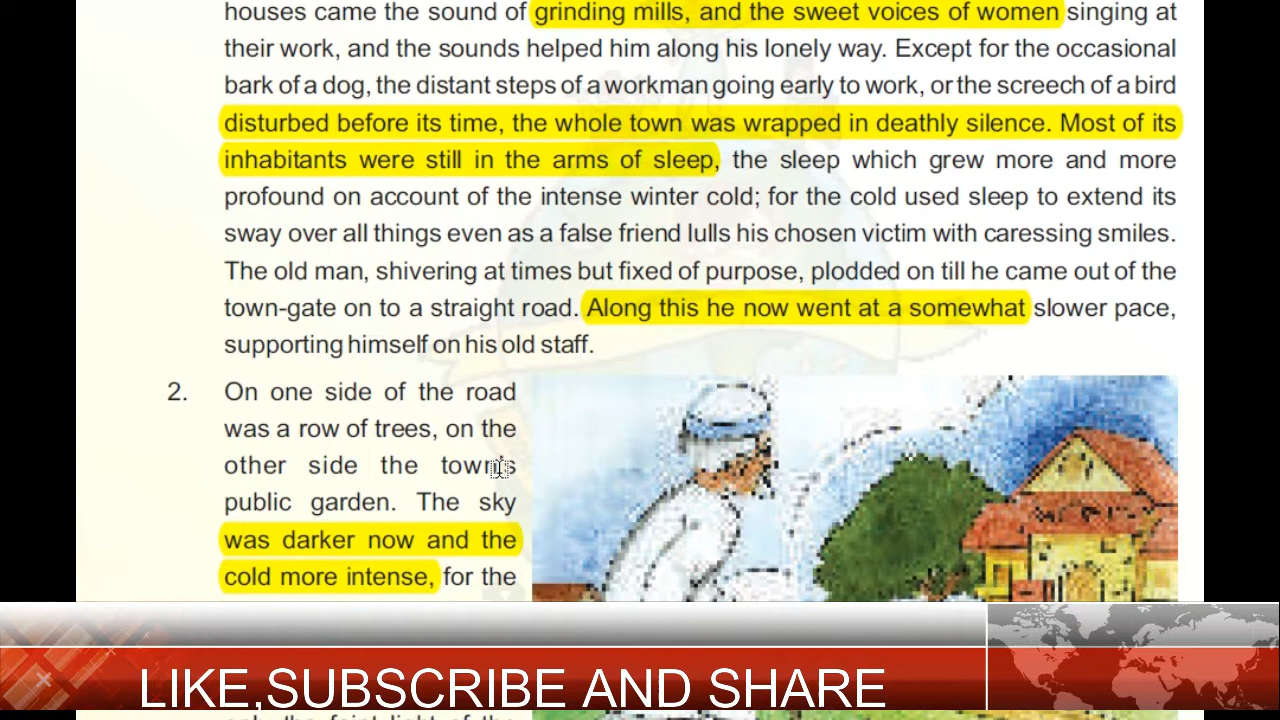 houses came the sound of grinding mills, and the sweet voices of women singing at
their work, and the sounds helped him along his lonely way. Except for the occasional
bark of a dog, the distant steps of a workman going early to work, or the screech of a bird
disturbed before its time, the whole town was wrapped in deathly silence. Most of its
inhabitants were still in the arms of sleep, the sleep which grew more and more
profound on account of the intense winter cold; for the cold used sleep to extend its
sway over all things even as a false friend lulls his chosen victim with caressing smiles.
The old man, shivering at times but fixed of purpose, plodded on till he came out of the
town-gate on to a straight road. Along this he now went at a somewhat slower pace,
supporting himself on his old staff.
2. On one side of the road
was a row of trees, on the
other side the town's
public garden. The sky
was darker now and the
cold more intense, for the
LIKE,SUBSCRIBE AND SHARE